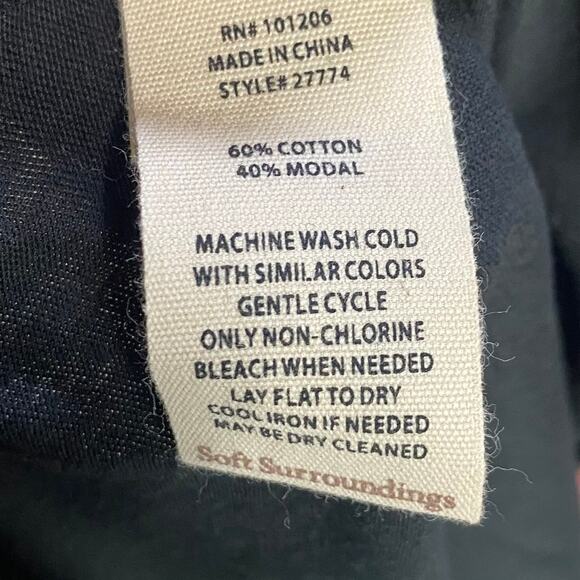 RN# 101206
MADE IN CHINA
STYLE# 27774
60% COTTON
40% MODAL
MACHINE WASH COLD
WITH SIMILAR COLORS
GENTLE CYCLE
ONLY NON-CHLORINE
BLEACH WHEN NEEDED
LAY FLAT TO DRY
COOL IRON IF NEEDED
MAY BE DRY CLEANED
Soft Surroundings